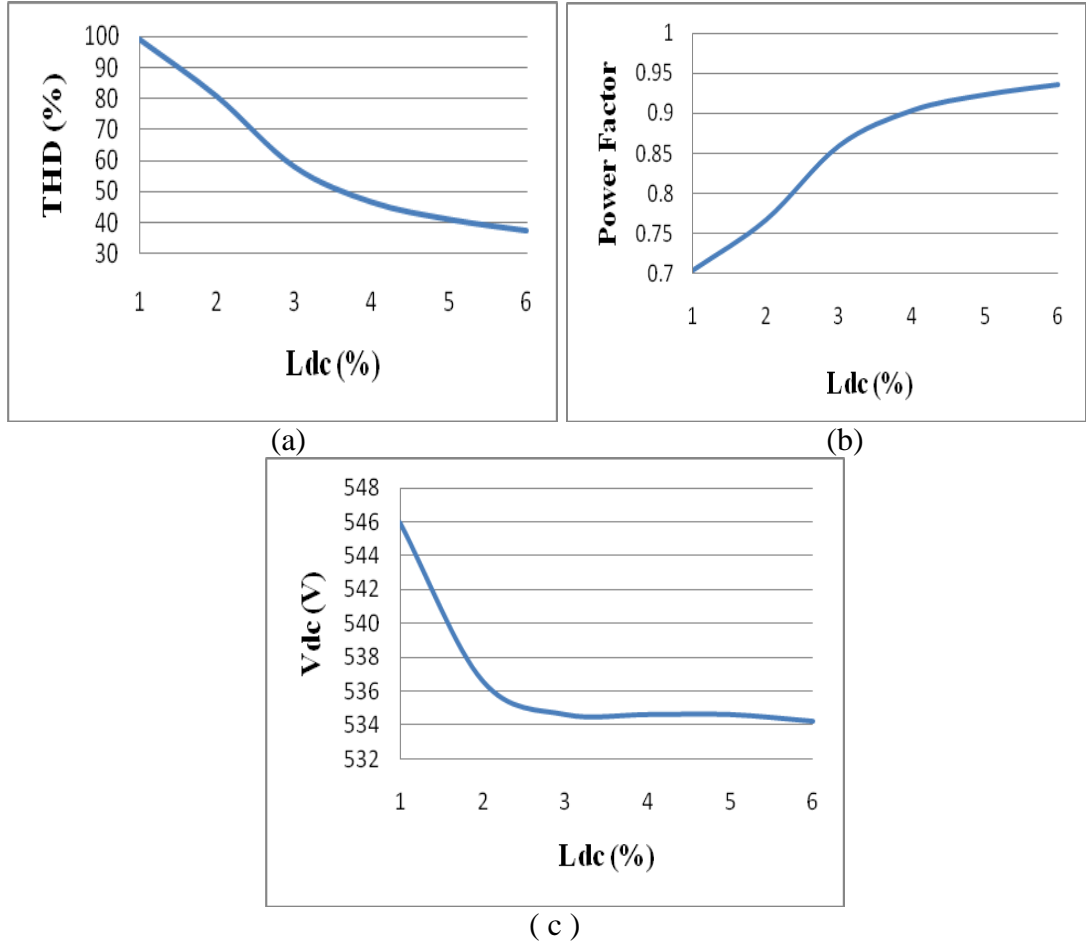 100
90
80
70
60
50
40
30
THD (%)
1 2 3 4 5 6
Ldc (%)
(a)
1
0.95
0.9
0.85
0.8
0.75
0.7
Power Factor
1 2 3 4 5 6
Ldc (%)
(b)
548
546
544
542
540
538
536
534
532
Vdc (V)
1 2 3 4 5 6
Ldc (%)
( c )